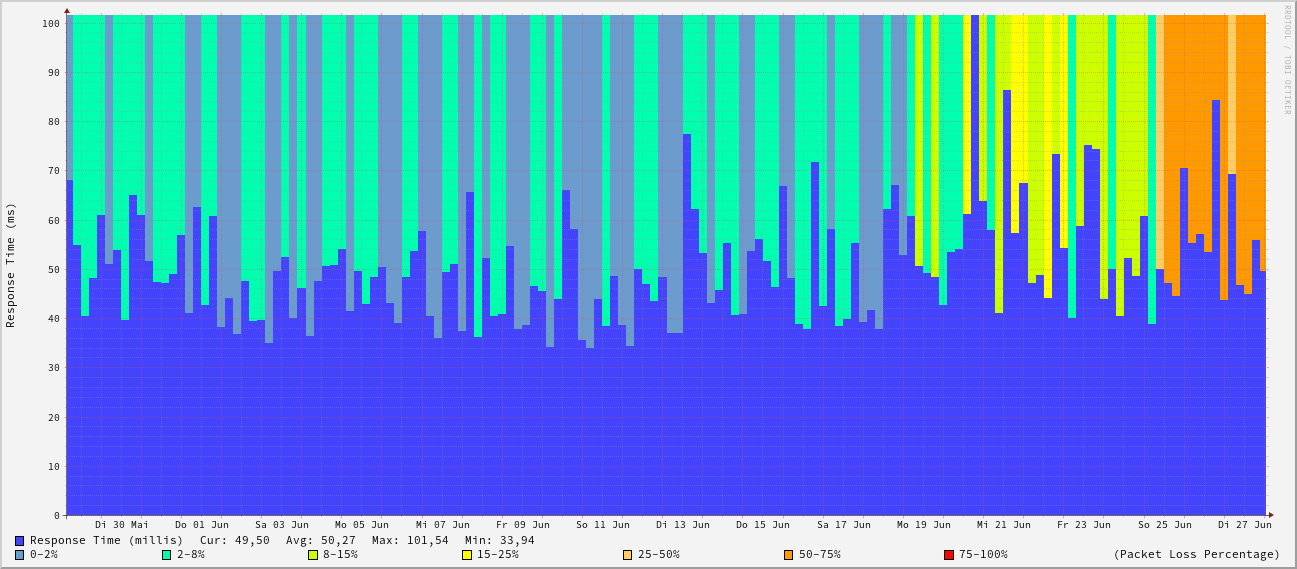 RRDTOOL / TOBI OETIKER
Response Time (ms)
100
90
80
70
60
50
40
30
20
10
0
Di 30 Mai Do 01 Jun Sa 03 Jun Mo 05 Jun Mi 07 Jun Fr 09 Jun So 11 Jun Di 13 Jun Do 15 Jun Sa 17 Jun Mo 19 Jun Mi 21 Jun Fr 23 Jun So 25 Jun Di 27 Jun
Response Time (millis) Cur: 49,50 Avg: 50,27 Max: 101,54 Min: 33,94
0-2% 2-8% 8-15% 15-25% 25-50% 50-75% 75-100% (Packet Loss Percentage)